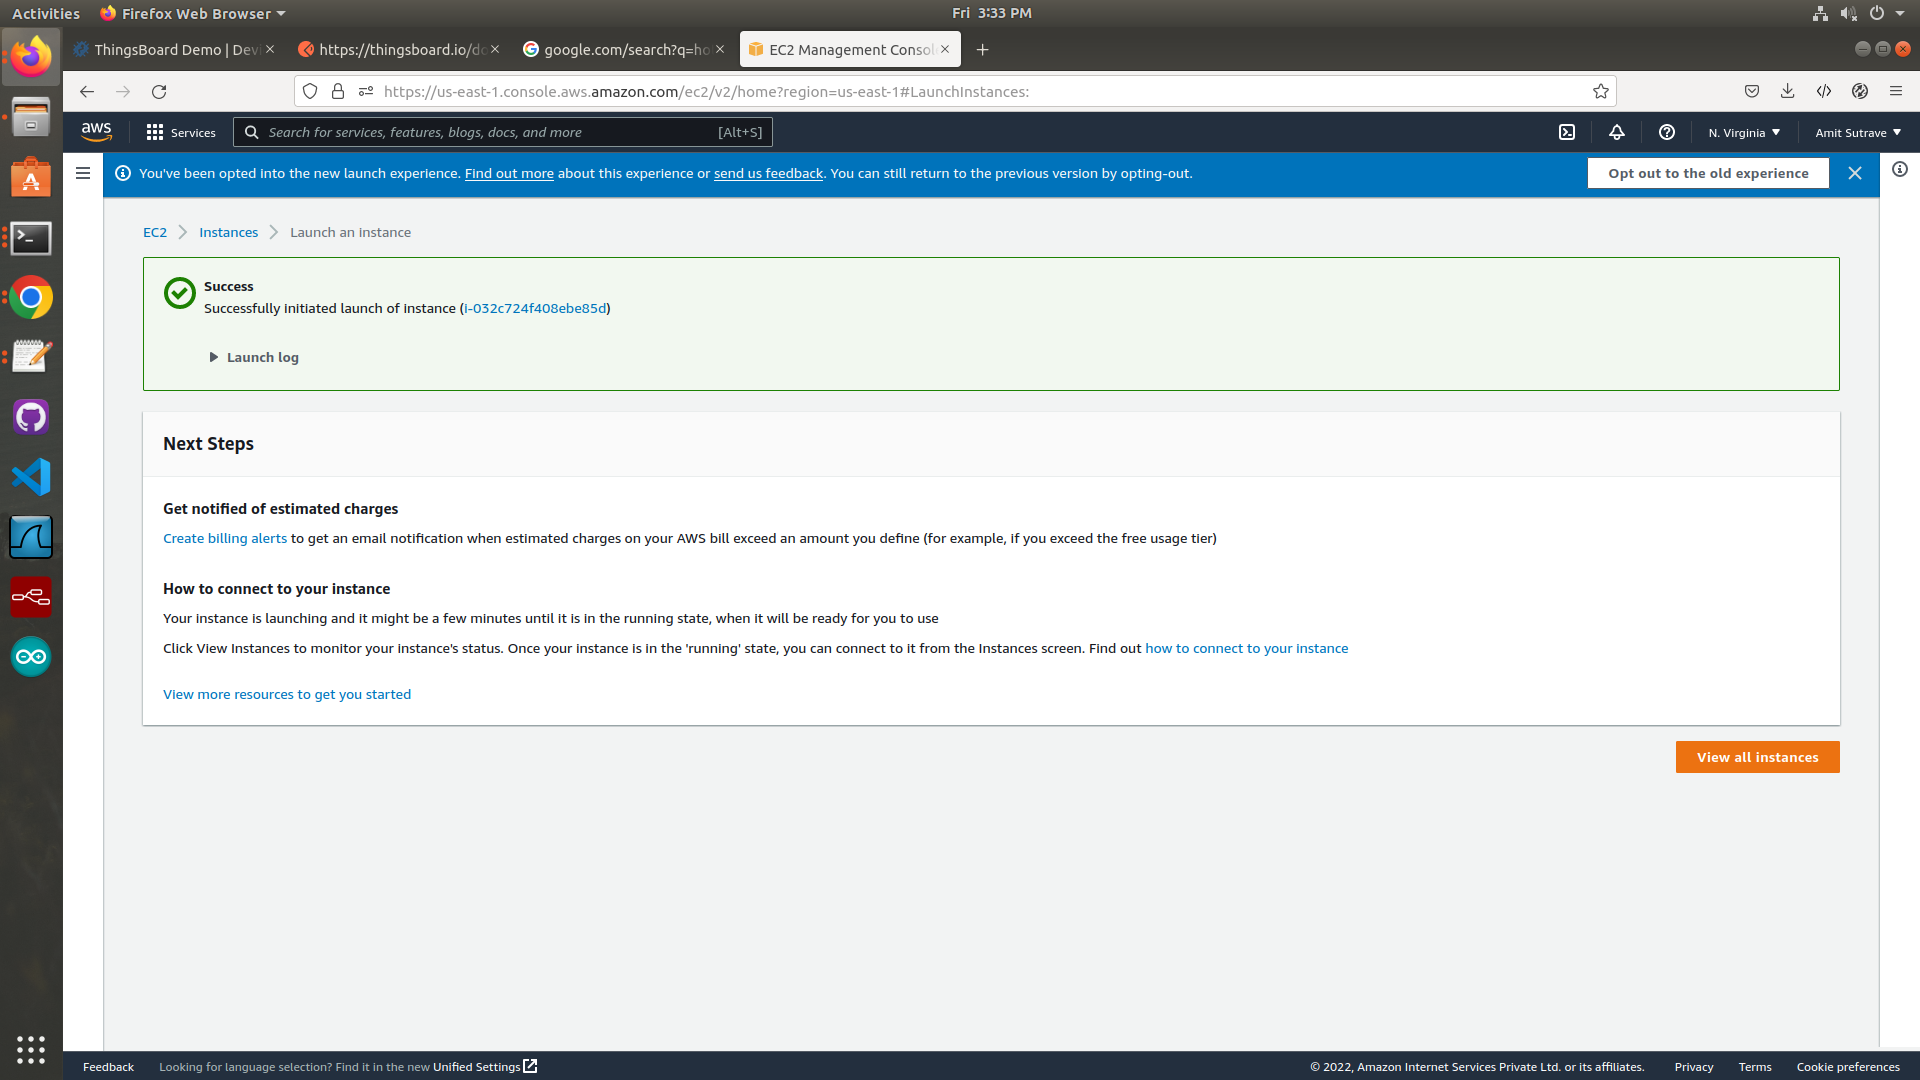 Activities
Firefox Web Browser
Fri 3:33 PM
ThingsBoard Demo | Devi
https://thingsboard.io/do
google.com/search?q=ho
EC2 Management Consol
https://us-east-1.console.aws.amazon.com/ec2/v2/home?region=us-east-1#LaunchInstances:
aws
Services
Search for services, features, blogs, docs, and more
[Alt+S]
N. Virginia
Amit Sutrave
You've been opted into the new launch experience. Find out more about this experience or send us feedback. You can still return to the previous version by opting-out.
Opt out to the old experience
EC2
Instances
Launch an instance
Success
Successfully initiated launch of instance (i-032c724f408ebe85d)
Launch log
Next Steps
Get notified of estimated charges
Create billing alerts to get an email notification when estimated charges on your AWS bill exceed an amount you define (for example, if you exceed the free usage tier)
How to connect to your instance
Your instance is launching and it might be a few minutes until it is in the running state, when it will be ready for you to use
Click View Instances to monitor your instance's status. Once your instance is in the 'running' state, you can connect to it from the Instances screen. Find out how to connect to your instance
View more resources to get you started
View all instances
Feedback
Looking for language selection? Find it in the new Unified Settings
© 2022, Amazon Internet Services Private Ltd. or its affiliates.
Privacy
Terms
Cookie preferences